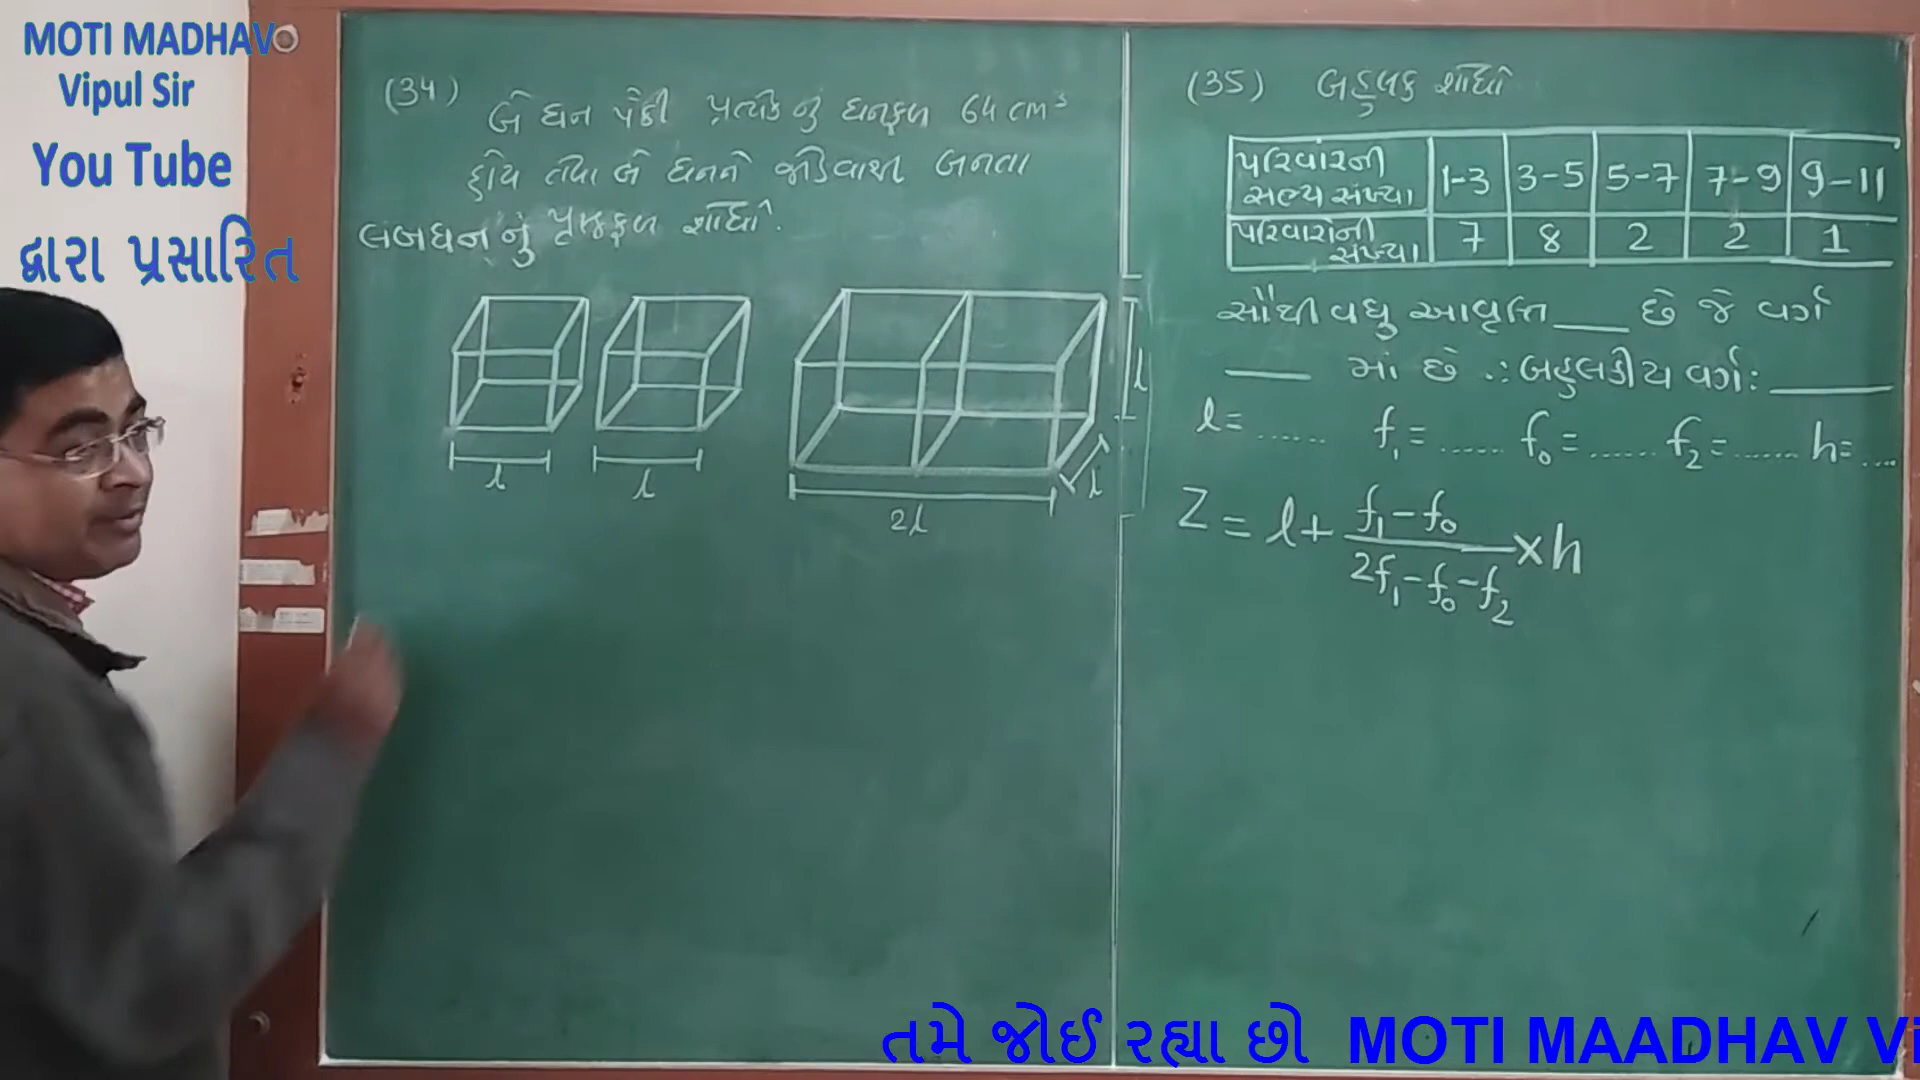 MOTI MADHAV
Vipul Sir
You Tube
દ્વારા પ્રસારિત
(34)
બે ઘન પૈકી પ્રત્યેક નું ઘનફળ 64 cm³
હોય તેવા બે ઘનને જોડવાથી બનતા
લંબઘન નું પૃષ્ઠફળ શોધો.
l
l
2l
l
l
(35) બહુલક શોધો
પરિવારની સભ્ય સંખ્યા 1-3 3-5 5-7 7-9 9-11
પરિવારોની સંખ્યા 7 8 2 2 1
સૌથી વધુ આવૃત્તિ ___ છે જે વર્ગ
___ માં છે ∴ બહુલકીય વર્ગ: ___
l= ...... f₁= ...... f₀= ...... f₂= ...... h= ....
Z = l + (f₁-f₀)/(2f₁-f₀-f₂) × h
તમે જોઈ રહ્યા છો MOTI MAADHAV Vi